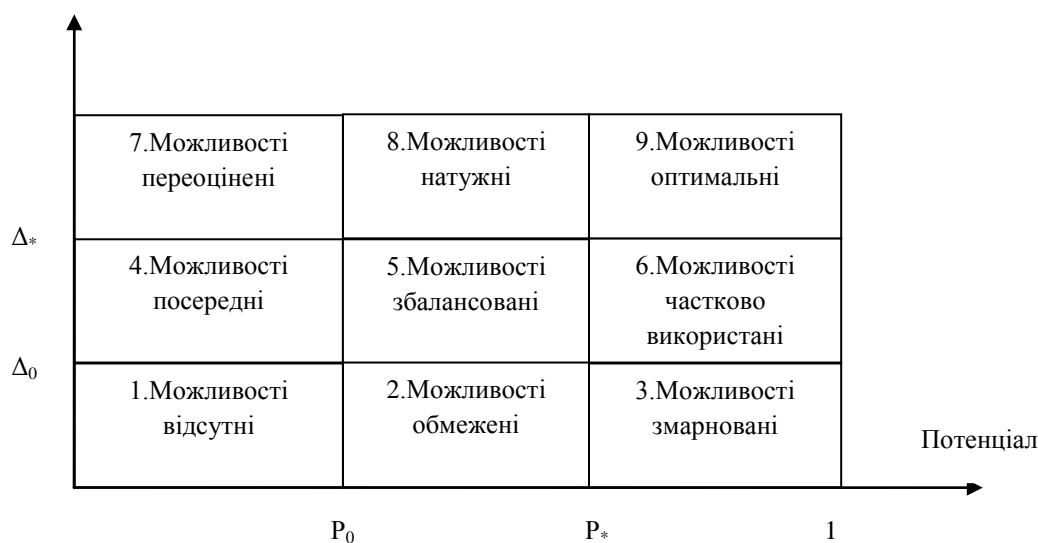 7.Можливості
переоцінені
8.Можливості
натужні
9.Можливості
оптимальні
Δ*
4.Можливості
посередні
5.Можливості
збалансовані
6.Можливості
частково
використані
Δ0
1.Можливості
відсутні
2.Можливості
обмежені
3.Можливості
змарновані
Потенціал
P0
P*
1